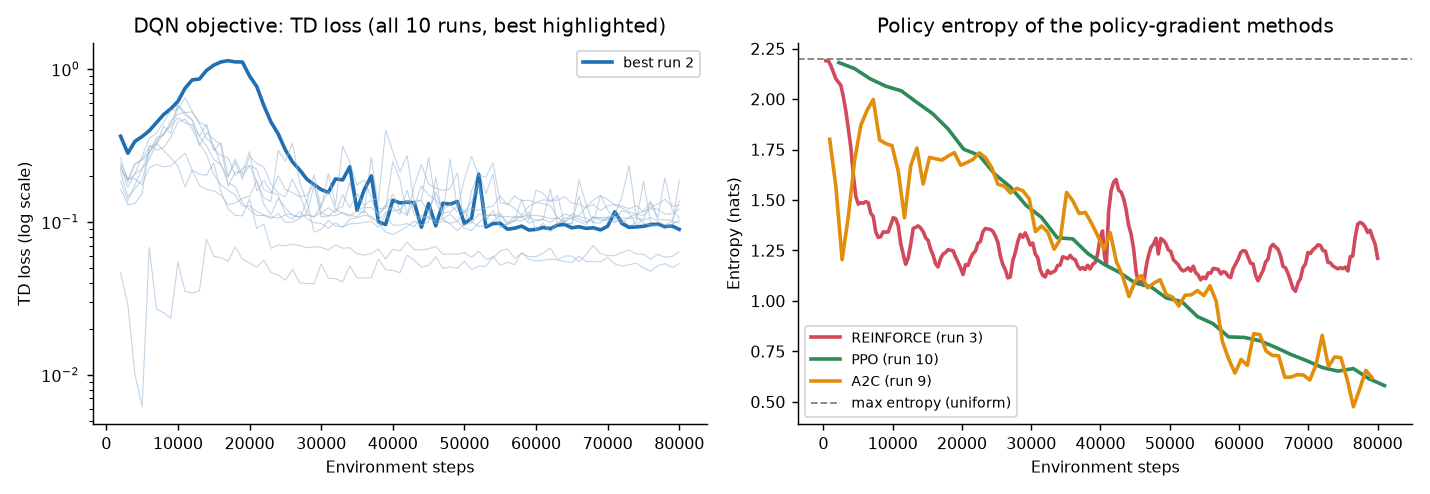 DQN objective: TD loss (all 10 runs, best highlighted)
best run 2
TD loss (log scale)
10⁰
10⁻¹
10⁻²
0 10000 20000 30000 40000 50000 60000 70000 80000
Environment steps
Policy entropy of the policy-gradient methods
Entropy (nats)
2.25
2.00
1.75
1.50
1.25
1.00
0.75
0.50
REINFORCE (run 3)
PPO (run 10)
A2C (run 9)
max entropy (uniform)
0 10000 20000 30000 40000 50000 60000 70000 80000
Environment steps